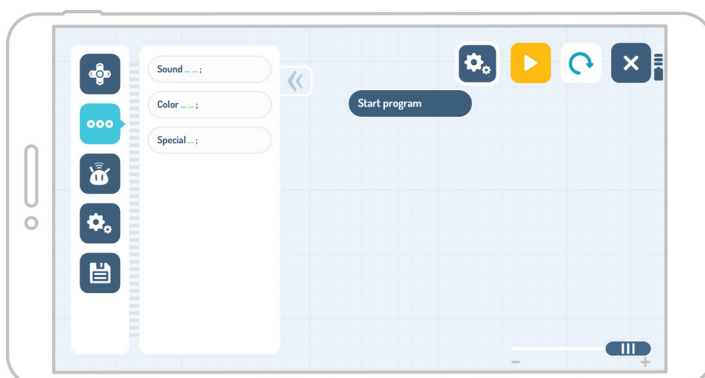 Sound ... ... ;
Color ... ... ;
Special ... ;
Start program
− +